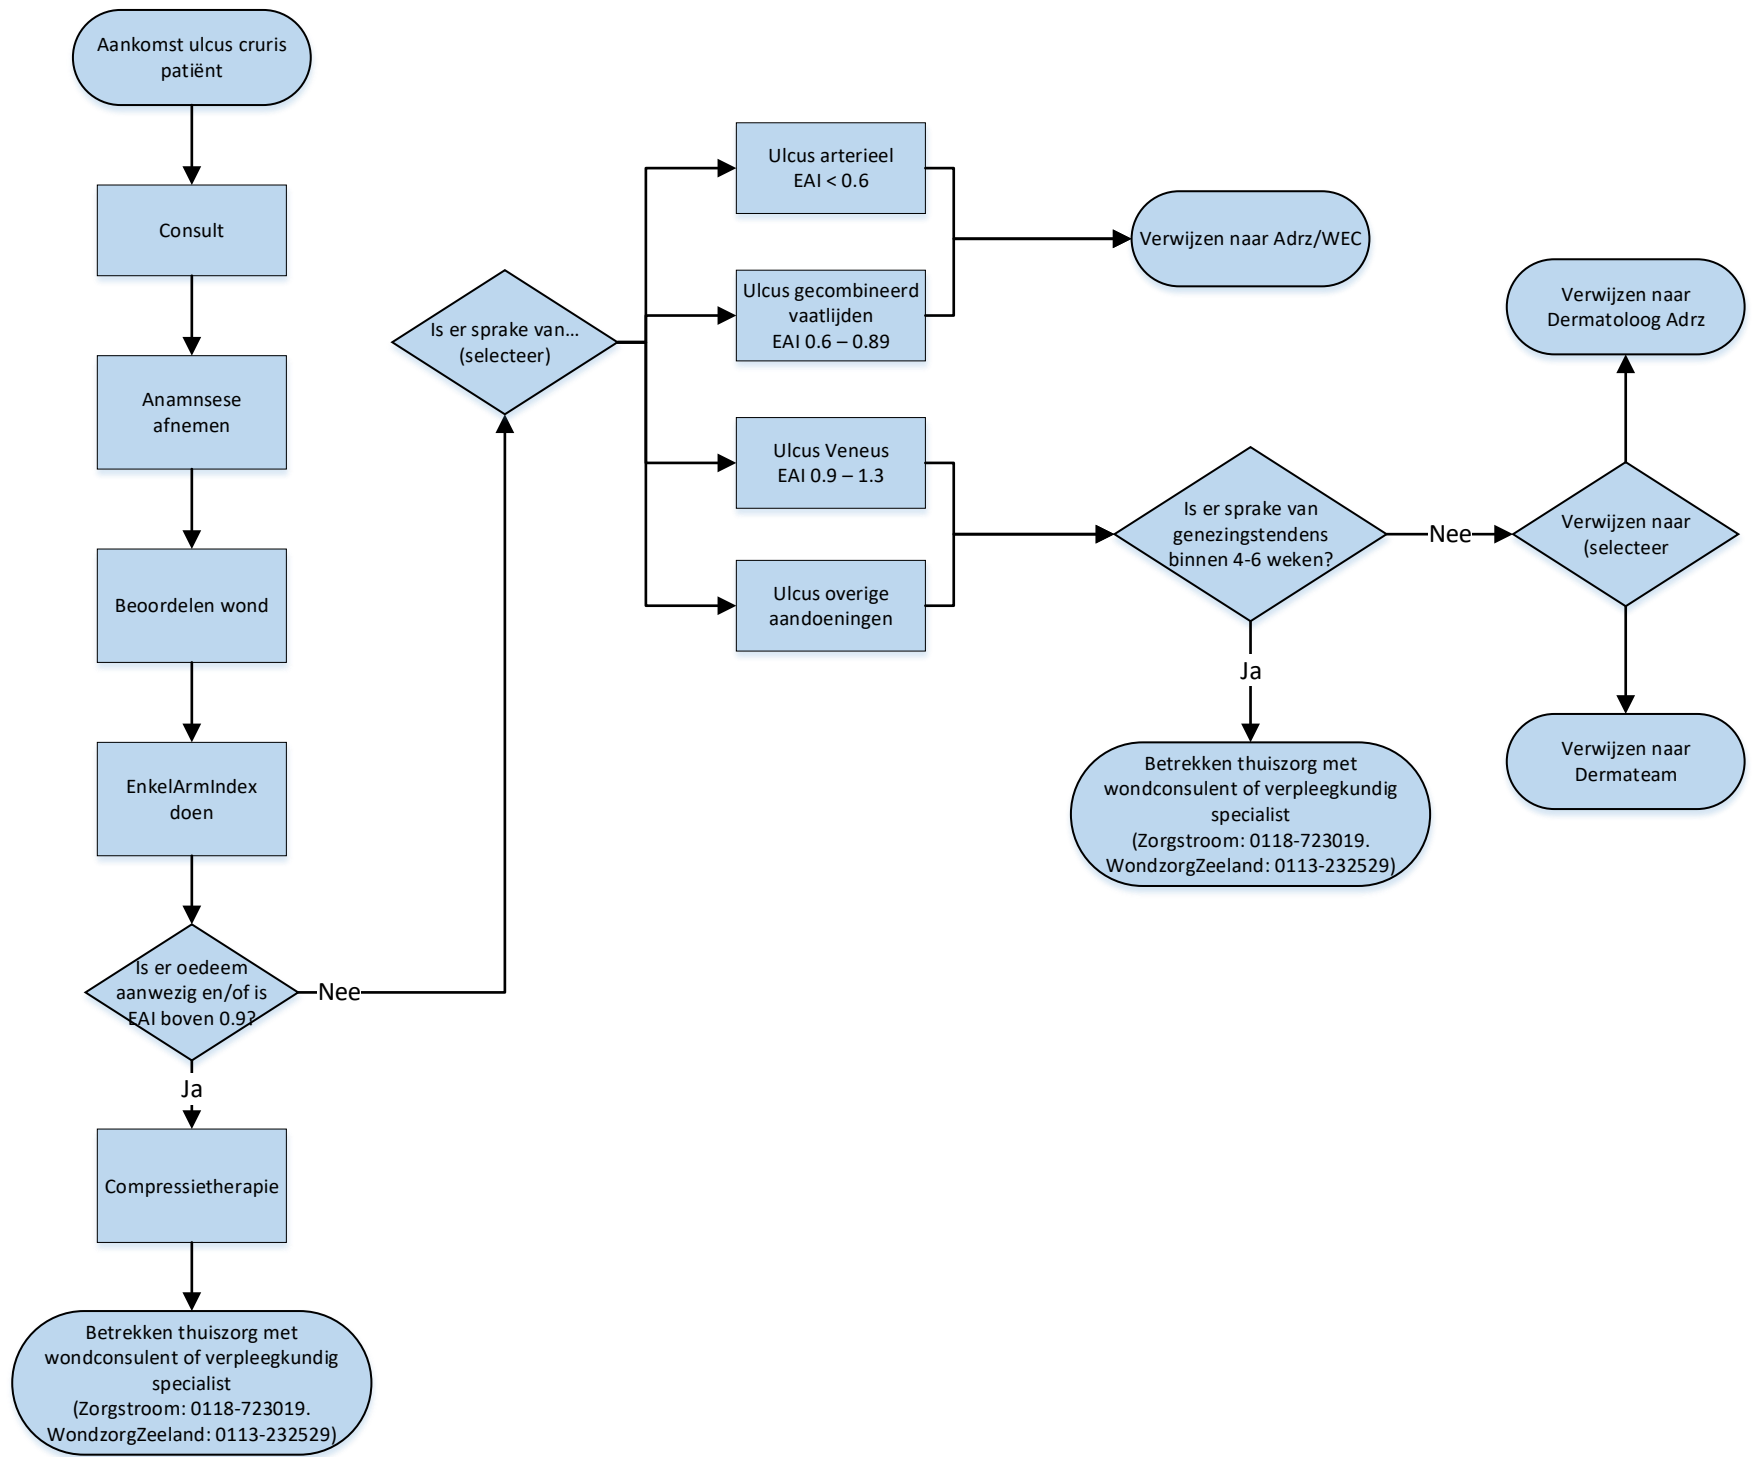 Aankomst ulcus cruris
patiënt
Consult
Anamnsese
afnemen
Beoordelen wond
EnkelArmIndex
doen
Is er oedeem
aanwezig en/of is
EAI boven 0.9?
Nee
Ja
Compressietherapie
Betrekken thuiszorg met
wondconsulent of verpleegkundig
specialist
(Zorgstroom: 0118-723019.
WondzorgZeeland: 0113-232529)
Is er sprake van…
(selecteer)
Ulcus arterieel
EAI < 0.6
Ulcus gecombineerd
vaatlijden
EAI 0.6 – 0.89
Ulcus Veneus
EAI 0.9 – 1.3
Ulcus overige
aandoeningen
Verwijzen naar Adrz/WEC
Is er sprake van
genezingstendens
binnen 4-6 weken?
Nee
Ja
Betrekken thuiszorg met
wondconsulent of verpleegkundig
specialist
(Zorgstroom: 0118-723019.
WondzorgZeeland: 0113-232529)
Verwijzen naar
(selecteer
Verwijzen naar
Dermatoloog Adrz
Verwijzen naar
Dermateam